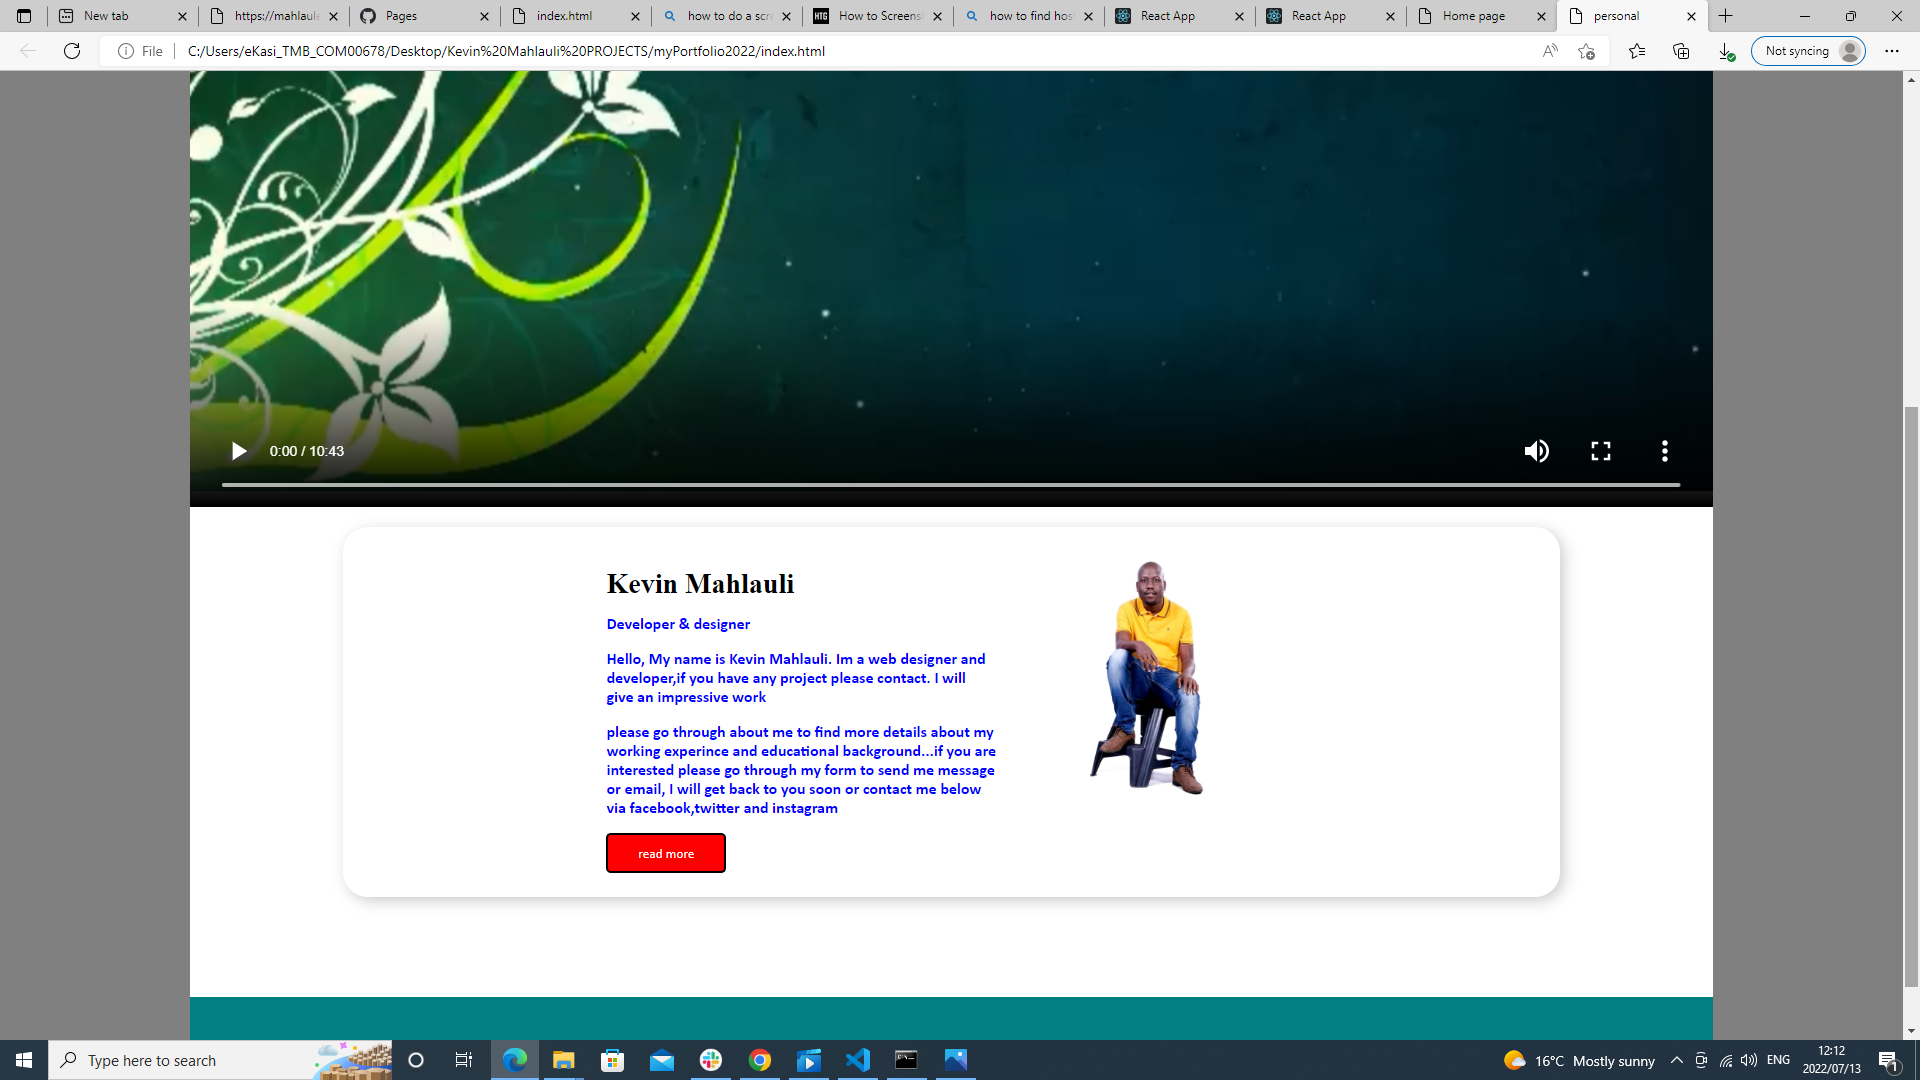 New tab
https://mahlaule
Pages
index.html
how to do a scre
How to Screensh
how to find hos
React App
React App
Home page
personal
File
C:/Users/eKasi_TMB_COM00678/Desktop/Kevin%20Mahlauli%20PROJECTS/myPortfolio2022/index.html
Not syncing
0:00 / 10:43
Kevin Mahlauli
Developer & designer
Hello, My name is Kevin Mahlauli. Im a web designer and
developer,if you have any project please contact. I will
give an impressive work
please go through about me to find more details about my
working experince and educational background...if you are
interested please go through my form to send me message
or email, I will get back to you soon or contact me below
via facebook,twitter and instagram
read more
Type here to search
16°C Mostly sunny
ENG
12:12
2022/07/13
1